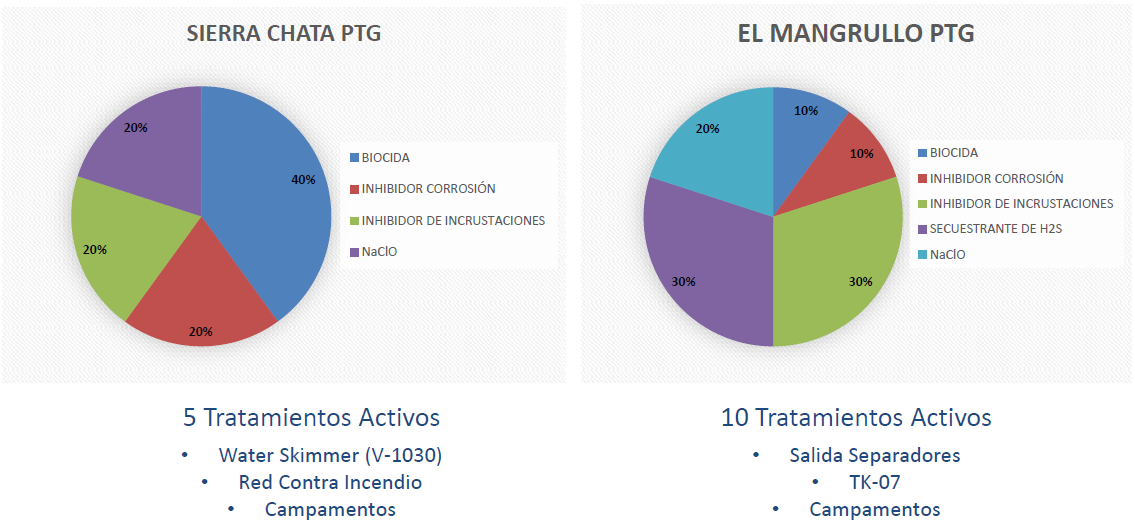 SIERRA CHATA PTG
20%
40%
20%
20%
BIOCIDA
INHIBIDOR CORROSIÓN
INHIBIDOR DE INCRUSTACIONES
NaClO
5 Tratamientos Activos
• Water Skimmer (V-1030)
• Red Contra Incendio
• Campamentos
EL MANGRULLO PTG
10%
20%
10%
30%
30%
BIOCIDA
INHIBIDOR CORROSIÓN
INHIBIDOR DE INCRUSTACIONES
SECUESTRANTE DE H2S
NaClO
10 Tratamientos Activos
• Salida Separadores
• TK-07
• Campamentos